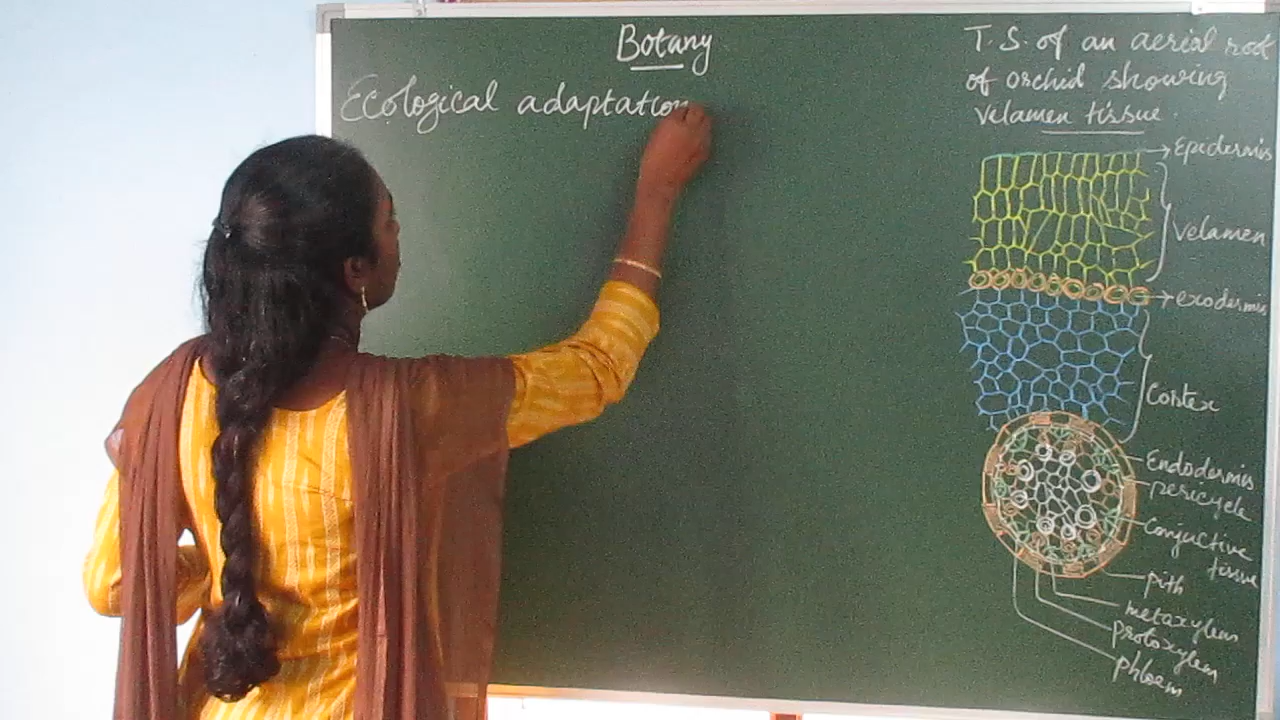 Botany
Ecological adaptation
T.S. of an aerial root
of orchid showing
velamen tissue.
Epidermis
Velamen
exodermis
Cortex
Endodermis
pericycle
Conjuctive
tissue
pith
metaxylem
protoxylem
phloem